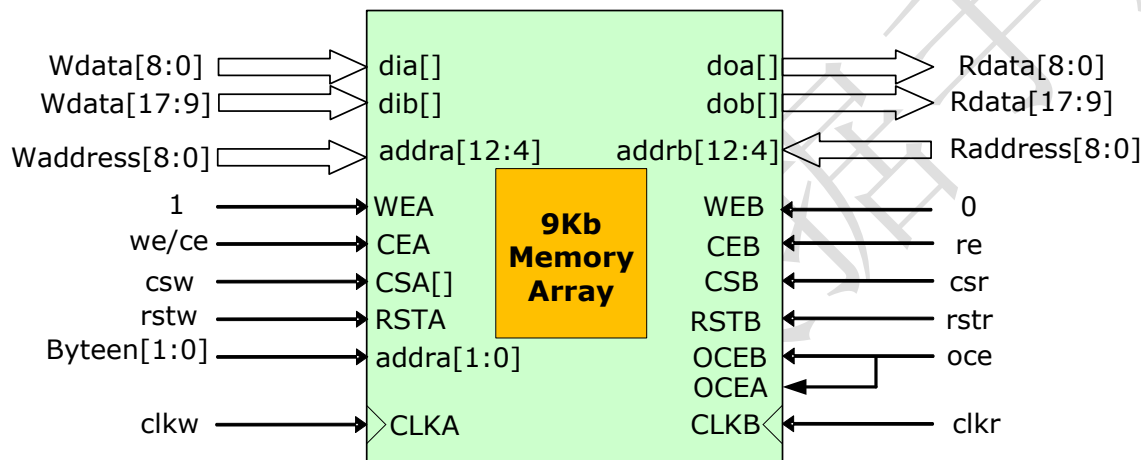 Wdata[8:0] dia[] doa[] Rdata[8:0]
Wdata[17:9] dib[] dob[] Rdata[17:9]
Waddress[8:0] addra[12:4] addrb[12:4] Raddress[8:0]
1 WEA WEB 0
we/ce CEA CEB re
csw CSA[] CSB csr
rstw RSTA RSTB rstr
Byteen[1:0] addra[1:0] OCEB oce
OCEA
clkw CLKA CLKB clkr
9Kb
Memory
Array